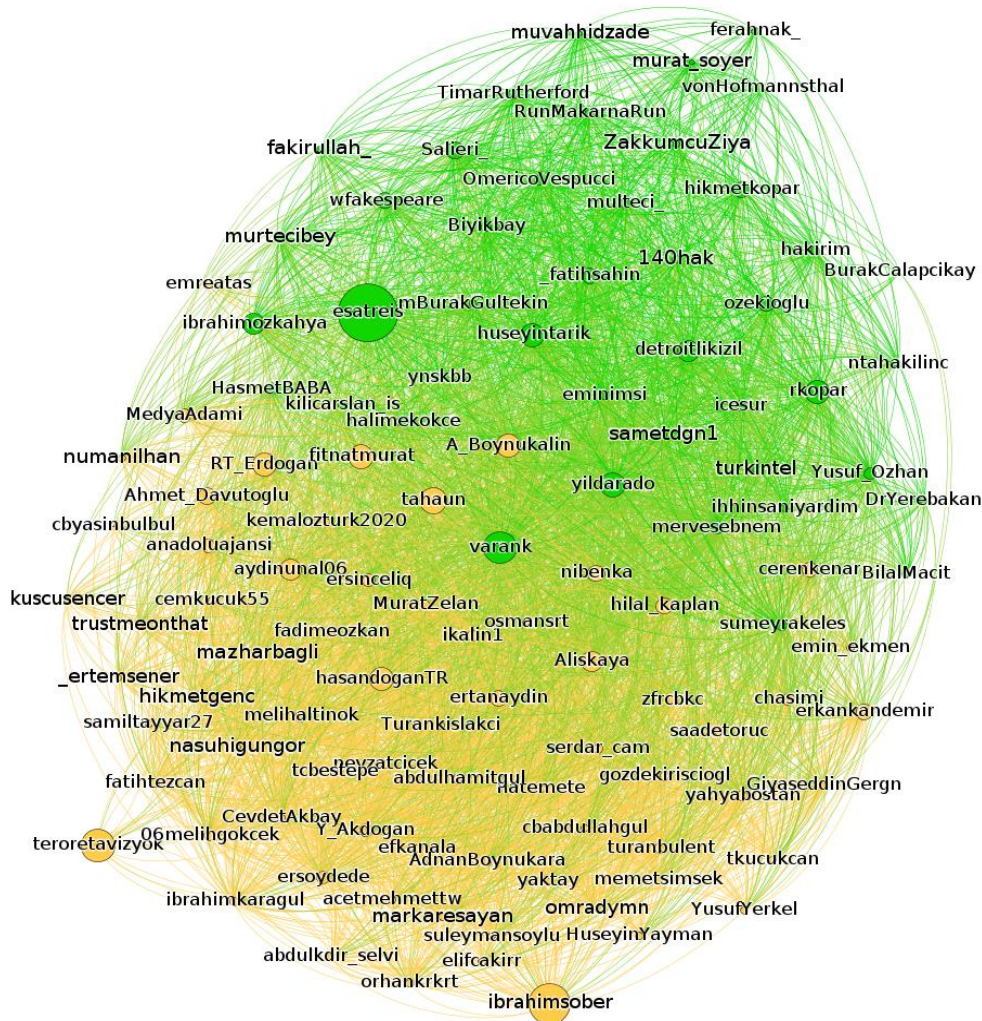 ferahnak_
muvahhidzade
murat_soyer
vonHofmannsthal
TimarRutherford
RunMakarnaRun
ZakkumcuZiya
fakirullah_
Salieri_
OmericoVespucci
hikmetkopar
wfakespeare
multeci_
Biyikbay
murtecibey
hakirim
140hak
BurakCalapcikay
_fatihsahin
emreatas
mBurakGultekin
ozekioglu
esatreis
ibrahimozkahya
huseyintarik
detroitlikizil
ntahakilinc
ynskbb
HasmetBABA
eminimsi
rkopar
kilicarslan_is
icesur
MedyaAdami
halimekokce
sametdgn1
A_Boynukalin
numanilhan
RT_Erdogan
fitnatmurat
turkintel
Yusuf_Ozhan
yildarado
Ahmet_Davutoglu
tahaun
DrYerebakan
ihhinsaniyardim
cbyasinbulbul
kemalozturk2020
mervesebnem
anadoluajansi
varank
aydinunal06
ersinceliq
nibenka
cerenkenar
BilalMacit
kuscusencer
cemkucuk55
MuratZelan
hilal_kaplan
trustmeonthat
osmansrt
sumeyrakeles
fadimeozkan
ikalin1
mazharbagli
emin_ekmen
Aliskaya
_ertemsener
hasandoganTR
hikmetgenc
ertanaydin
zfrcbkc
chasimi
erkankandemir
samiltayyar27
melihaltinok
Turankislakci
saadetoruc
nasuhigungor
serdar_cam
nevzatcicek
tcbestepe
abdulhamitgul
gozdekirisciogl
fatihtezcan
hatemete
GiyaseddinGergn
yahyabostan
CevdetAkbay
Y_Akdogan
cbabdullahgul
06melihgokcek
teroretavizyok
efkanala
turanbulent
AdnanBoynukara
tkucukcan
ersoydede
yaktay
memetsimsek
ibrahimkaragul
acetmehmettw
omradymn
YusufYerkel
markaresayan
suleymansoylu
HuseyinYayman
abdulkdir_selvi
elifcakirr
orhankrkrt
ibrahimsober